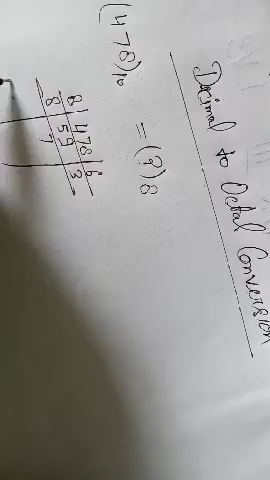 Decimal to Octal Conversion
(478)10 = (?)8
8 | 478 | 6
8 | 59 | 3
7